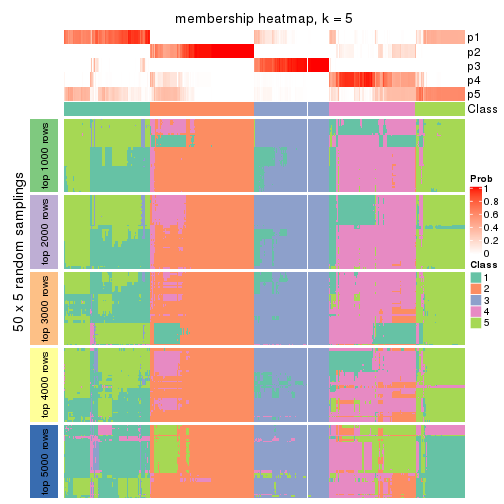 membership heatmap, k = 5
p1
p2
p3
p4
p5
Class
50 x 5 random samplings
top 1000 rows
top 2000 rows
top 3000 rows
top 4000 rows
top 5000 rows
Prob
1
0.8
0.6
0.4
0.2
0
Class
1
2
3
4
5